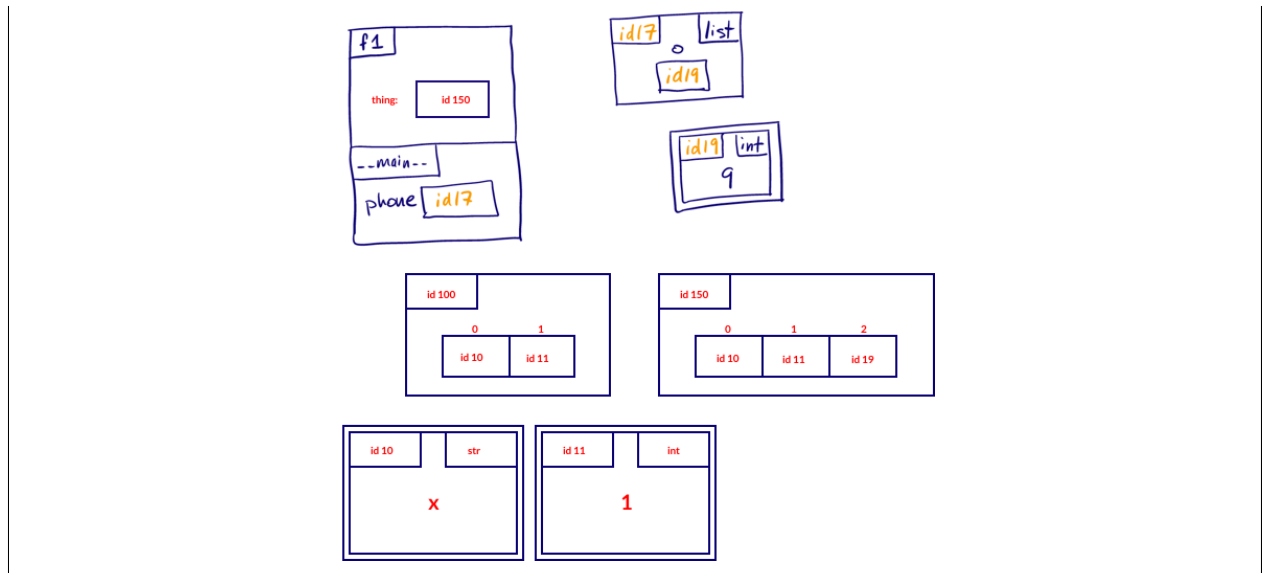 f1
thing: id 150
__main__
phone id17
id17 list
0
id19
id19 int
9
id 100
0 1
id 10 id 11
id 150
0 1 2
id 10 id 11 id 19
id 10 str
x
id 11 int
1